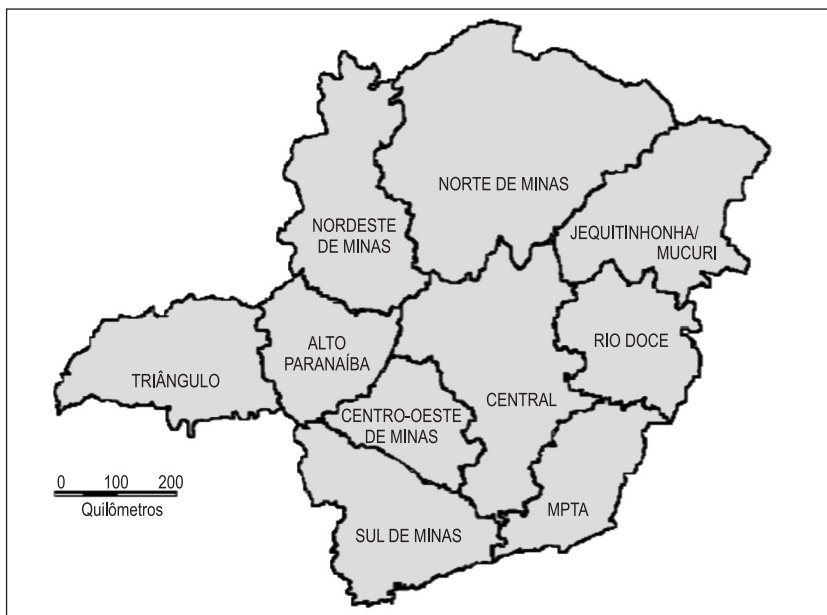 NORTE DE MINAS
NORDESTE
DE MINAS
JEQUITINHONHA/
MUCURI
RIO DOCE
ALTO
PARANAÍBA
TRIÂNGULO
CENTRAL
CENTRO-OESTE
DE MINAS
MPTA
SUL DE MINAS
0 100 200
Quilômetros